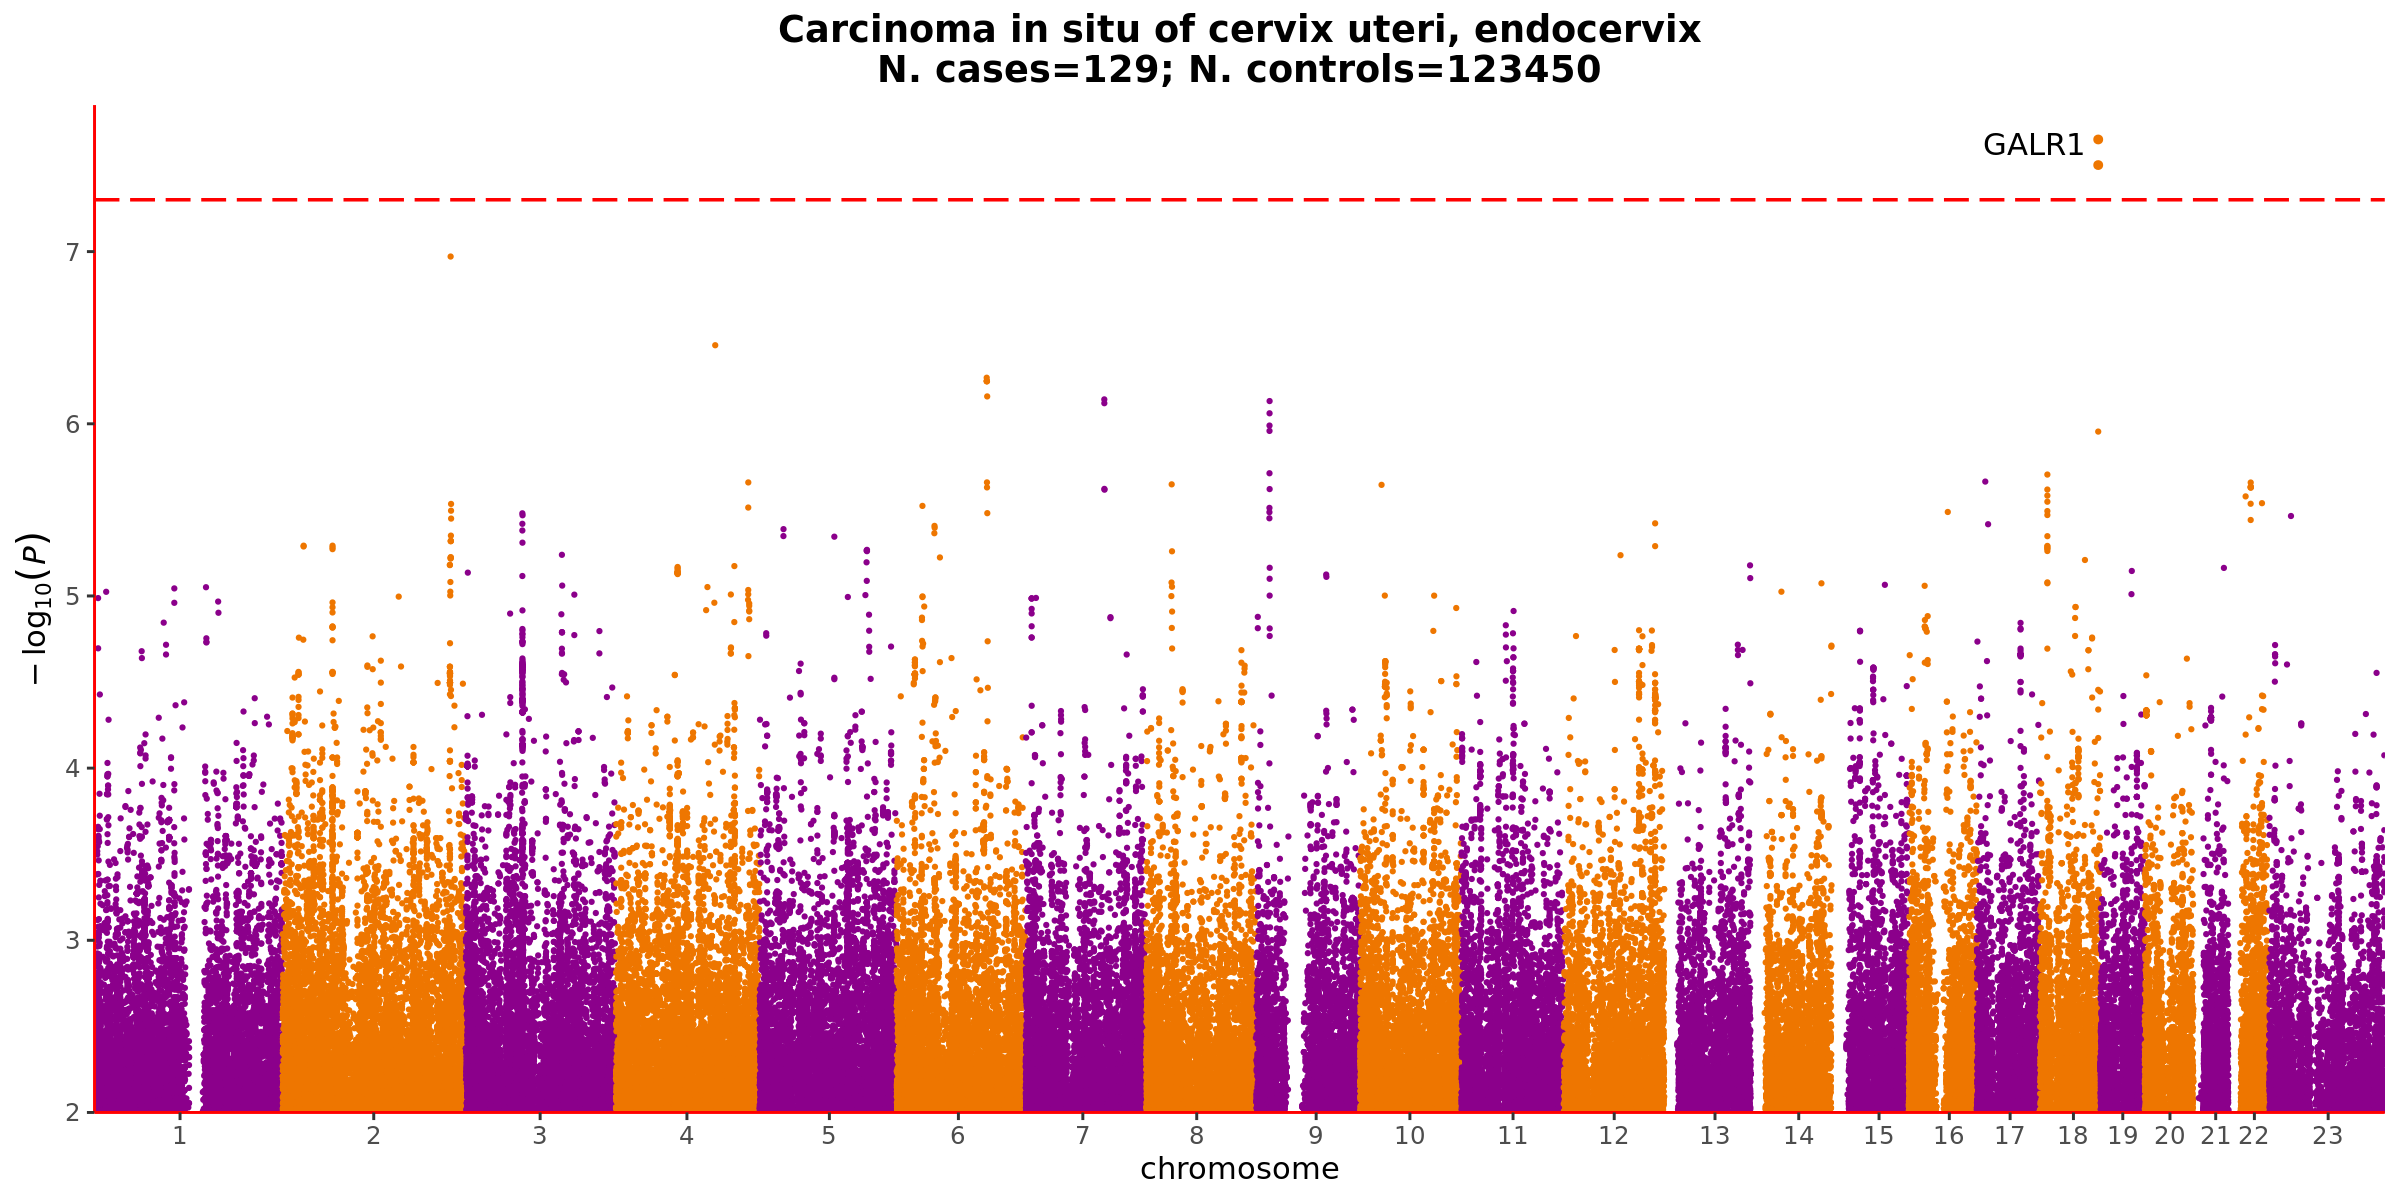 Carcinoma in situ of cervix uteri, endocervix
N. cases=129; N. controls=123450
GALR1
7
6
5
4
3
2
−log10(P)
1 2 3 4 5 6 7 8 9 10 11 12 13 14 15 16 17 18 19 20 21 22 23
chromosome